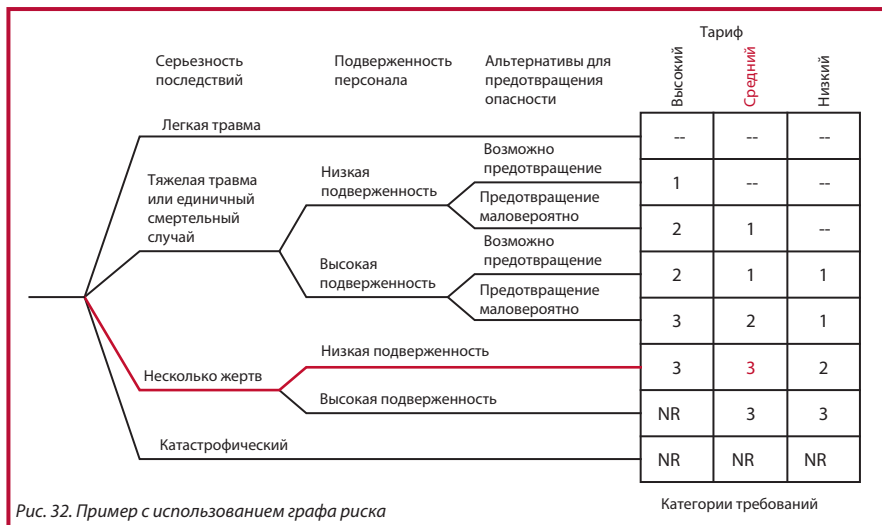 Тариф
Серьезность
последствий
Подверженность
персонала
Альтернативы для
предотвращения
опасности
Высокий
Средний
Низкий
Легкая травма
-- -- --
Тяжелая травма
или единичный
смертельный
случай
Низкая
подверженность
Возможно
предотвращение
1 -- --
Предотвращение
маловероятно
2 1 --
Высокая
подверженность
Возможно
предотвращение
2 1 1
Предотвращение
маловероятно
3 2 1
Несколько жертв
Низкая подверженность
3 3 2
Высокая подверженность
NR 3 3
Катастрофический
NR NR NR
Рис. 32. Пример с использованием графа риска
Категории требований